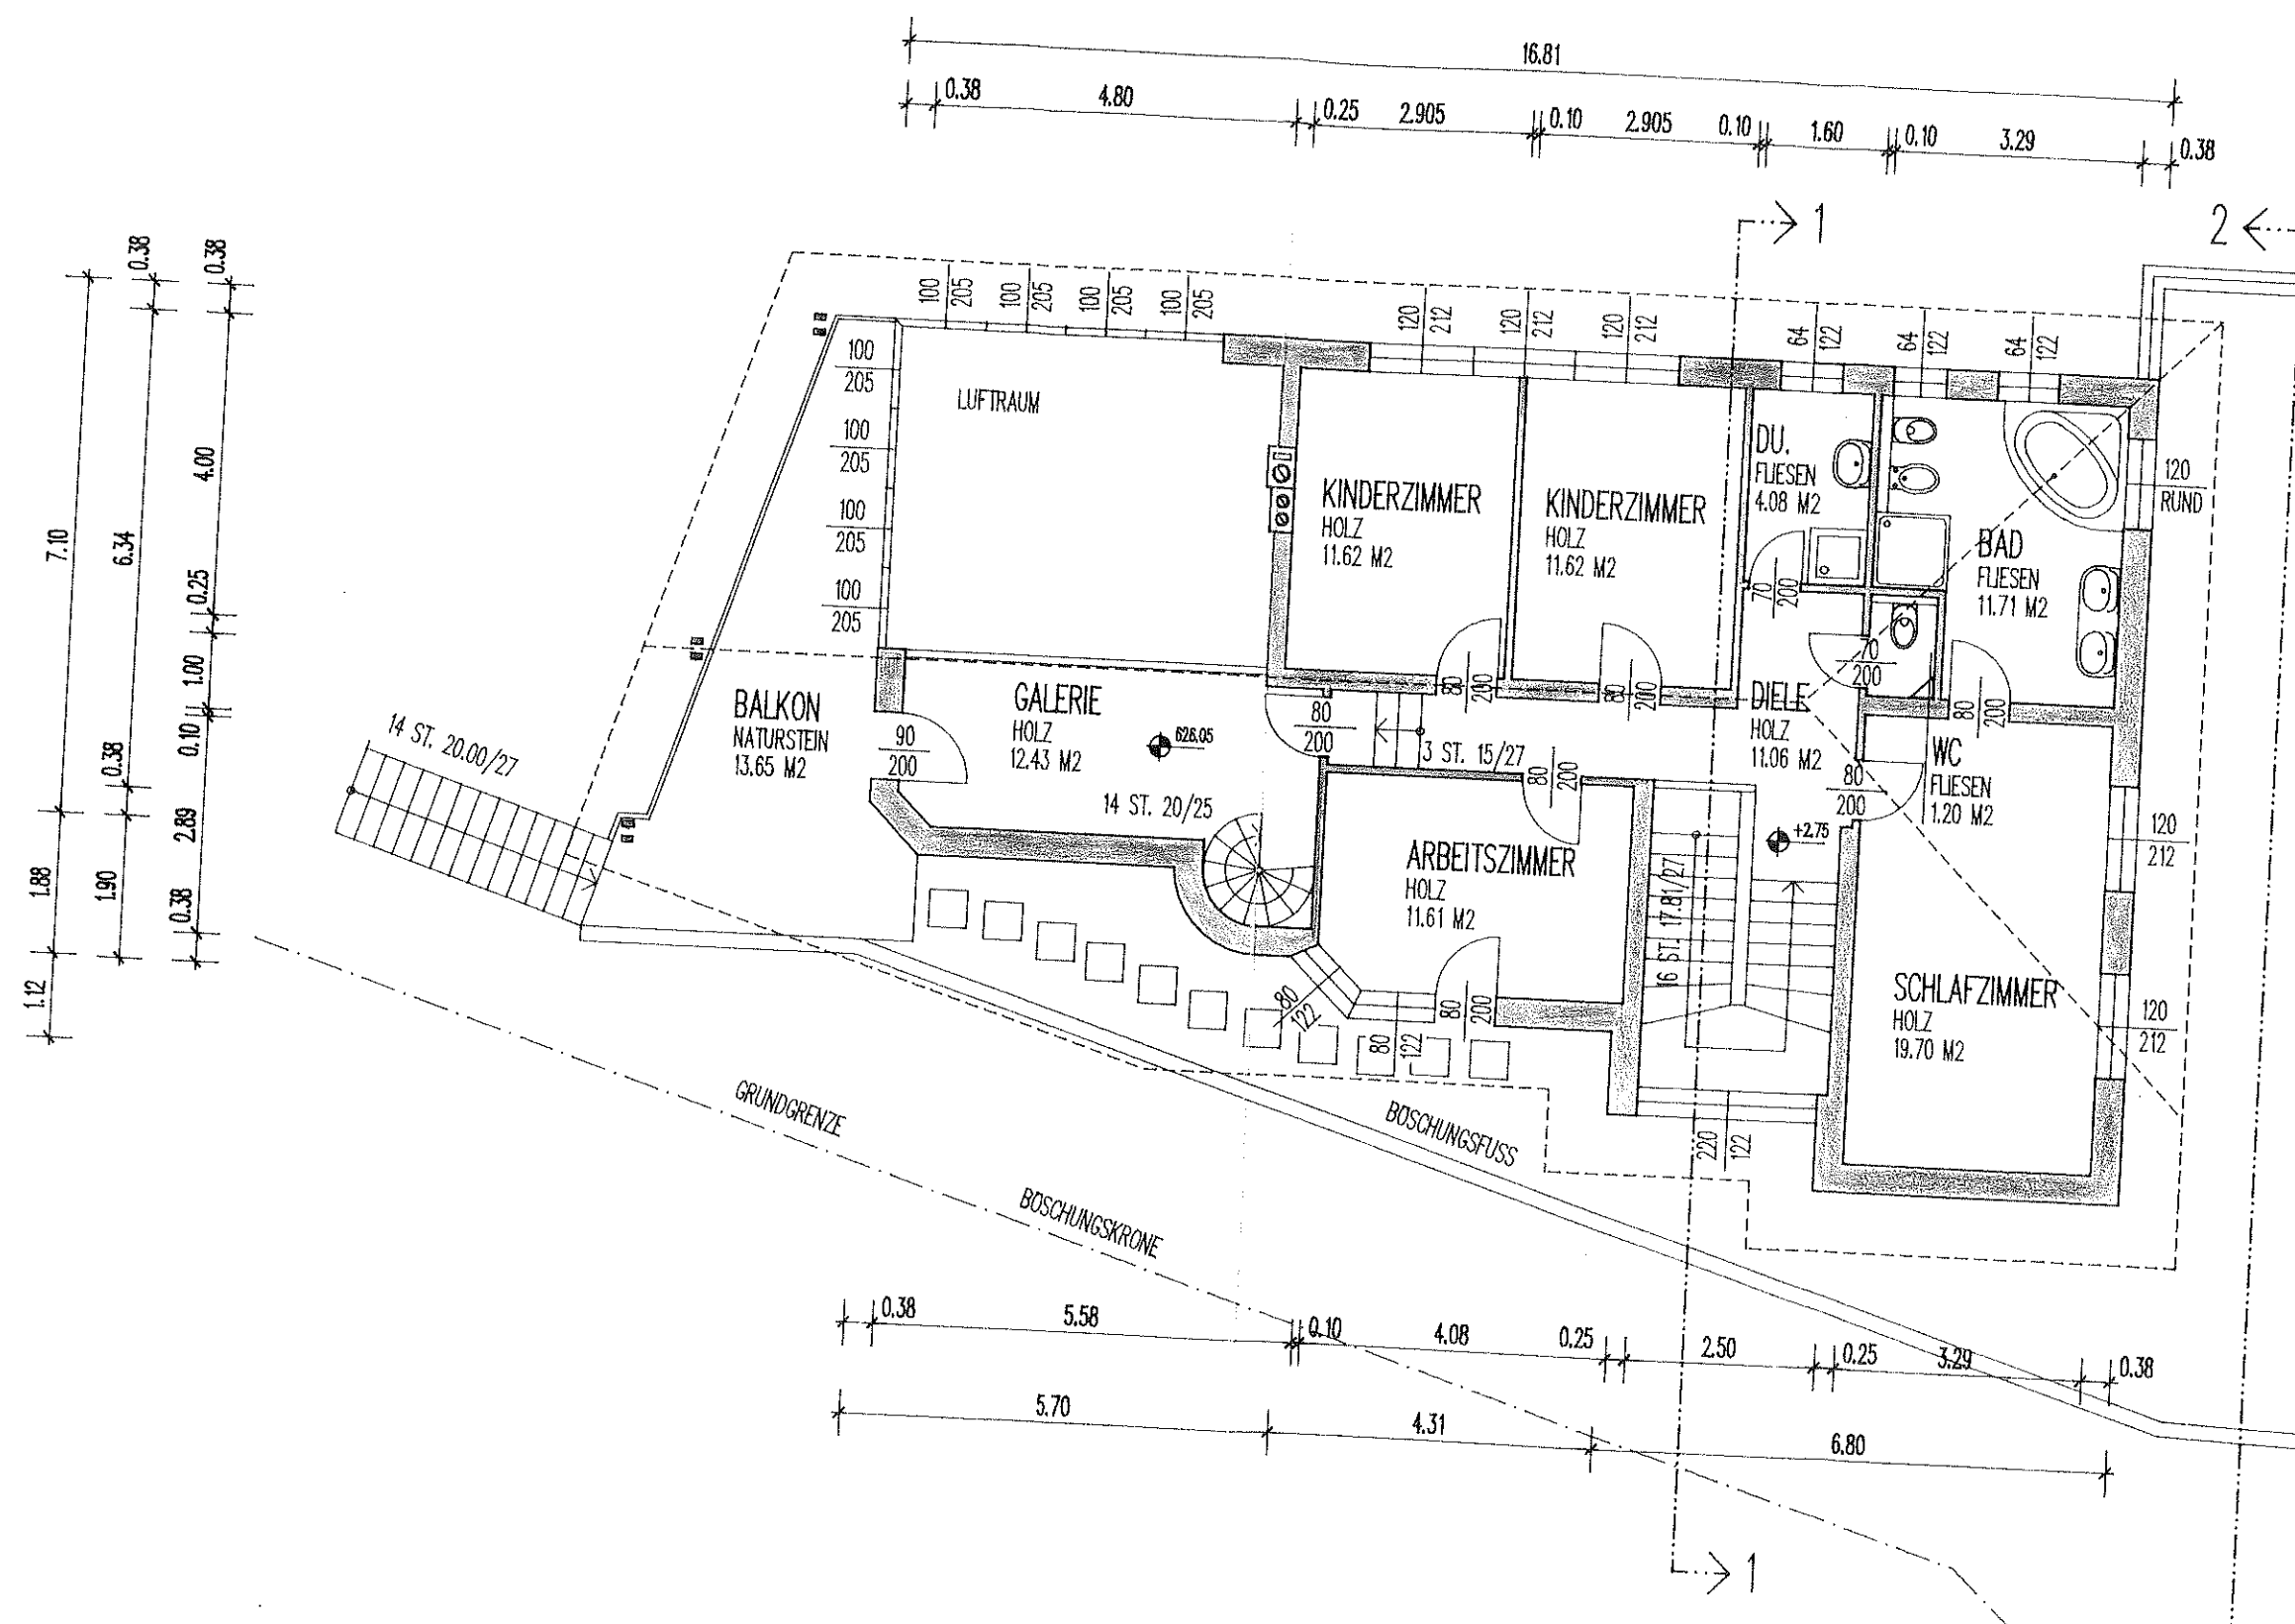 16.81
0.38
4.80
0.25
2.905
0.10
2.905
0.10
1.60
0.10
3.29
0.38
1
2
0.38
0.38
7.10
6.34
4.00
0.25
1.00
0.10
0.38
2.89
1.88
1.90
0.38
1.12
100
205
100
205
100
205
100
205
120
212
120
212
120
212
64
122
64
122
64
122
100
205
100
205
100
205
100
205
LUFTRAUM
KINDERZIMMER
HOLZ
11.62 M2
KINDERZIMMER
HOLZ
11.62 M2
DU.
FLIESEN
4.08 M2
BAD
FLIESEN
11.71 M2
120
RUND
70
200
70
200
80
200
80
200
80
200
BALKON
NATURSTEIN
13.65 M2
90
200
GALERIE
HOLZ
12.43 M2
626.05
80
200
3 ST. 15/27
80
200
DIELE
HOLZ
11.06 M2
WC
FLIESEN
1.20 M2
80
200
+2.75
14 ST. 20.00/27
14 ST. 20/25
ARBEITSZIMMER
HOLZ
11.61 M2
16 ST. 17.81/27
120
212
SCHLAFZIMMER
HOLZ
19.70 M2
120
212
80
122
80
122
80
200
220
122
GRUNDGRENZE
BÖSCHUNGSKRONE
BÖSCHUNGSFUSS
0.38
5.58
0.10
4.08
0.25
2.50
0.25
3.29
0.38
5.70
4.31
6.80
1